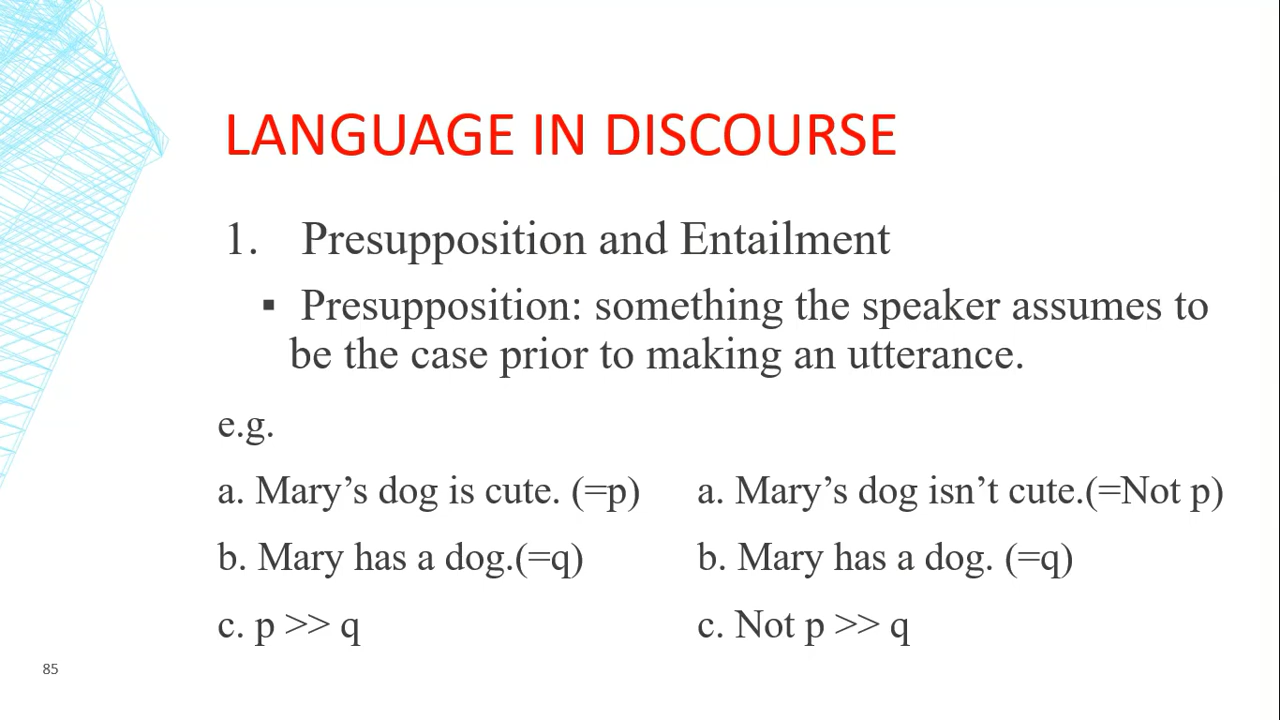 LANGUAGE IN DISCOURSE
1. Presupposition and Entailment
▪ Presupposition: something the speaker assumes to
be the case prior to making an utterance.
e.g.
a. Mary’s dog is cute. (=p) a. Mary’s dog isn’t cute.(=Not p)
b. Mary has a dog.(=q) b. Mary has a dog. (=q)
c. p >> q c. Not p >> q
85